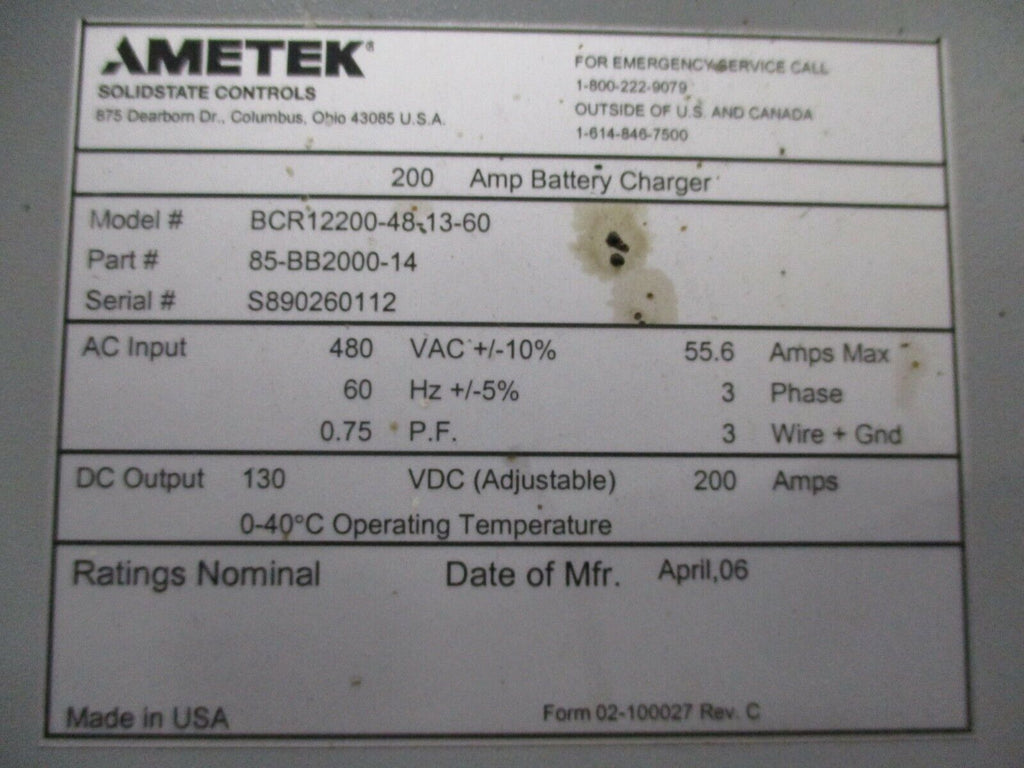 AMETEK®
SOLIDSTATE CONTROLS
875 Dearborn Dr., Columbus, Ohio 43085 U.S.A.
FOR EMERGENCY SERVICE CALL
1-800-222-9079
OUTSIDE OF U.S. AND CANADA
1-614-846-7500
200 Amp Battery Charger
Model # BCR12200-48-13-60
Part # 85-BB2000-14
Serial # S890260112
AC Input 480 VAC +/-10% 55.6 Amps Max
60 Hz +/-5% 3 Phase
0.75 P.F. 3 Wire + Gnd
DC Output 130 VDC (Adjustable) 200 Amps
0-40°C Operating Temperature
Ratings Nominal Date of Mfr. April,06
Made in USA Form 02-100027 Rev. C